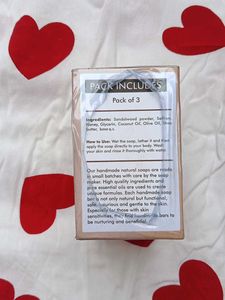 PACK INCLUDES
Pack of 3
Ingredients: Sandalwood powder, Saffron,
Honey, Glycerin, Coconut Oil, Olive Oil, Shea
butter,
How to Use: Wet the soap, lather it and then
apply the soap directly to your body. Wet
your skin and rinse it thoroughly with water.
Our handmade natural soaps are made
in small batches with care by the soap
maker. High quality ingredients and
pure essential oils are used to create
unique formulas. Each handmade soap
bar is not only natural but functional,
safe, luxurious and gentle to the skin.
Especially for those with skin
sensitivities, they find handmade bars to
be nurturing and beneficial.